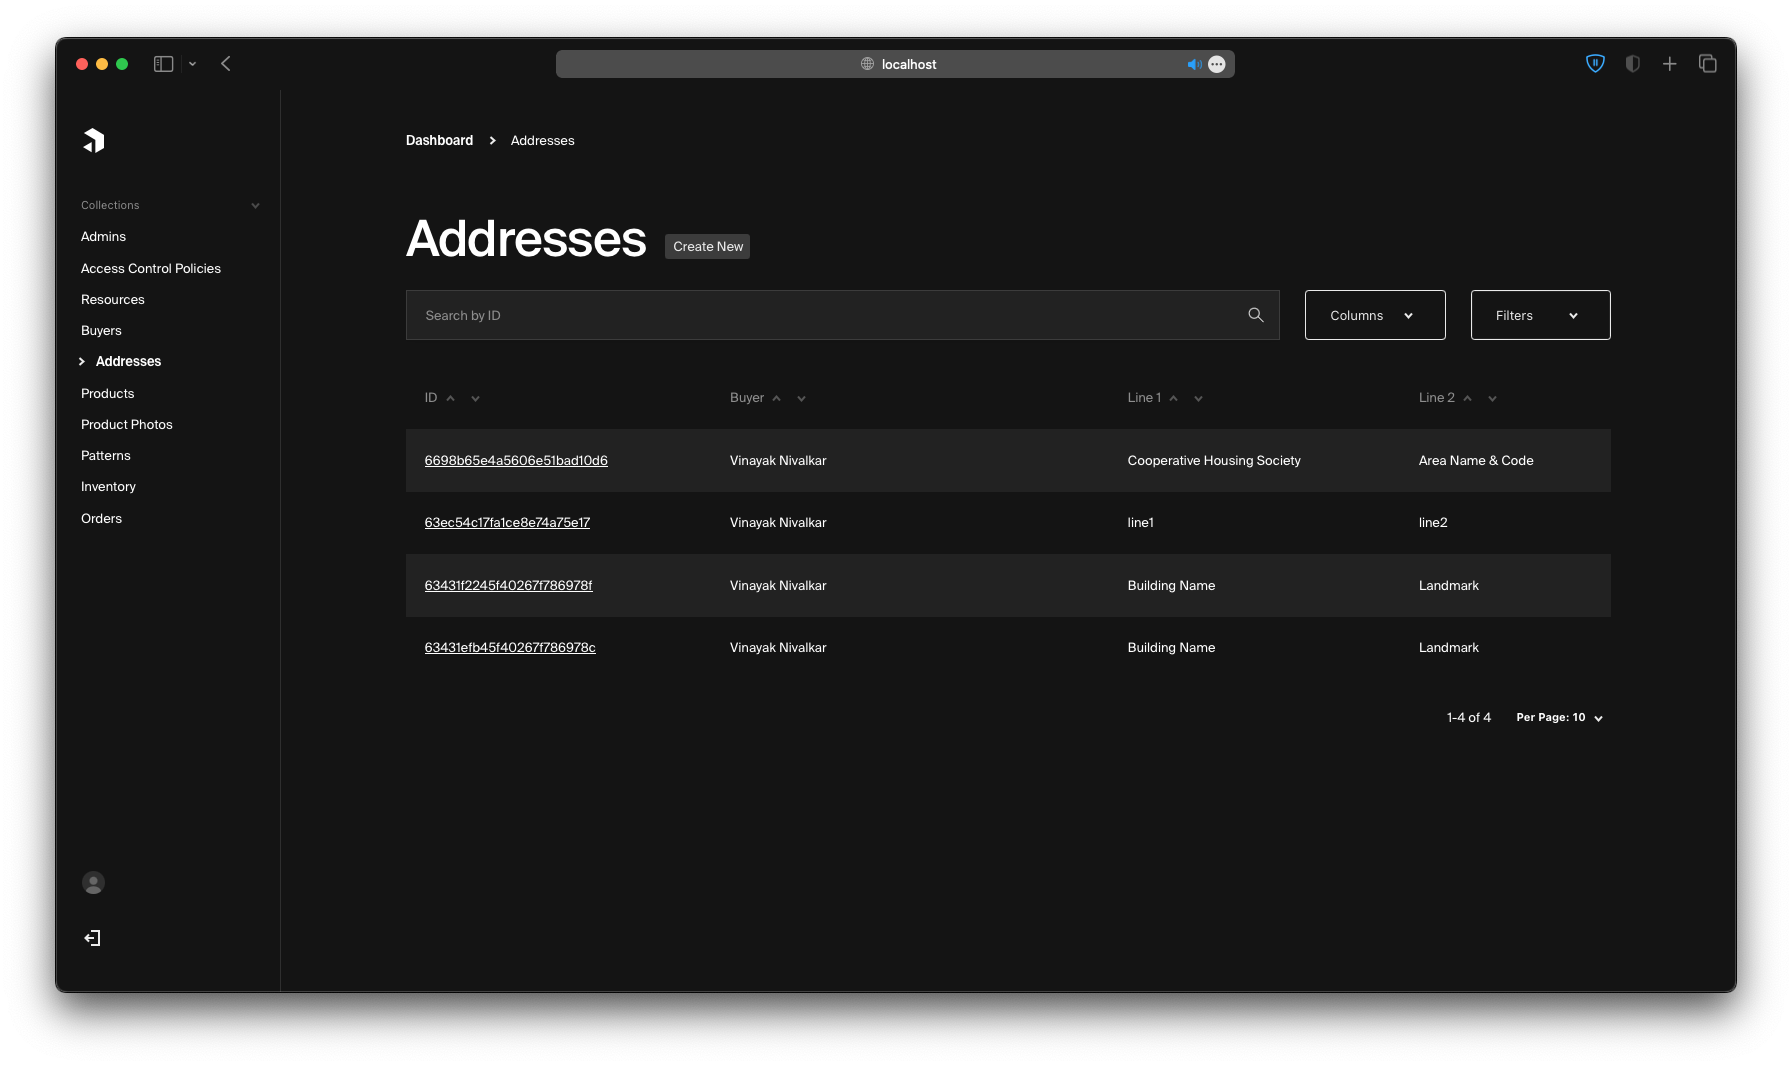 localhost
Dashboard > Addresses
Collections
Admins
Access Control Policies
Resources
Buyers
Addresses
Products
Product Photos
Patterns
Inventory
Orders
Addresses Create New
Search by ID
Columns
Filters
ID Buyer Line 1 Line 2
6698b65e4a5606e51bad10d6 Vinayak Nivalkar Cooperative Housing Society Area Name & Code
63ec54c17fa1ce8e74a75e17 Vinayak Nivalkar line1 line2
63431f2245f40267f786978f Vinayak Nivalkar Building Name Landmark
63431efb45f40267f786978c Vinayak Nivalkar Building Name Landmark
1-4 of 4 Per Page: 10